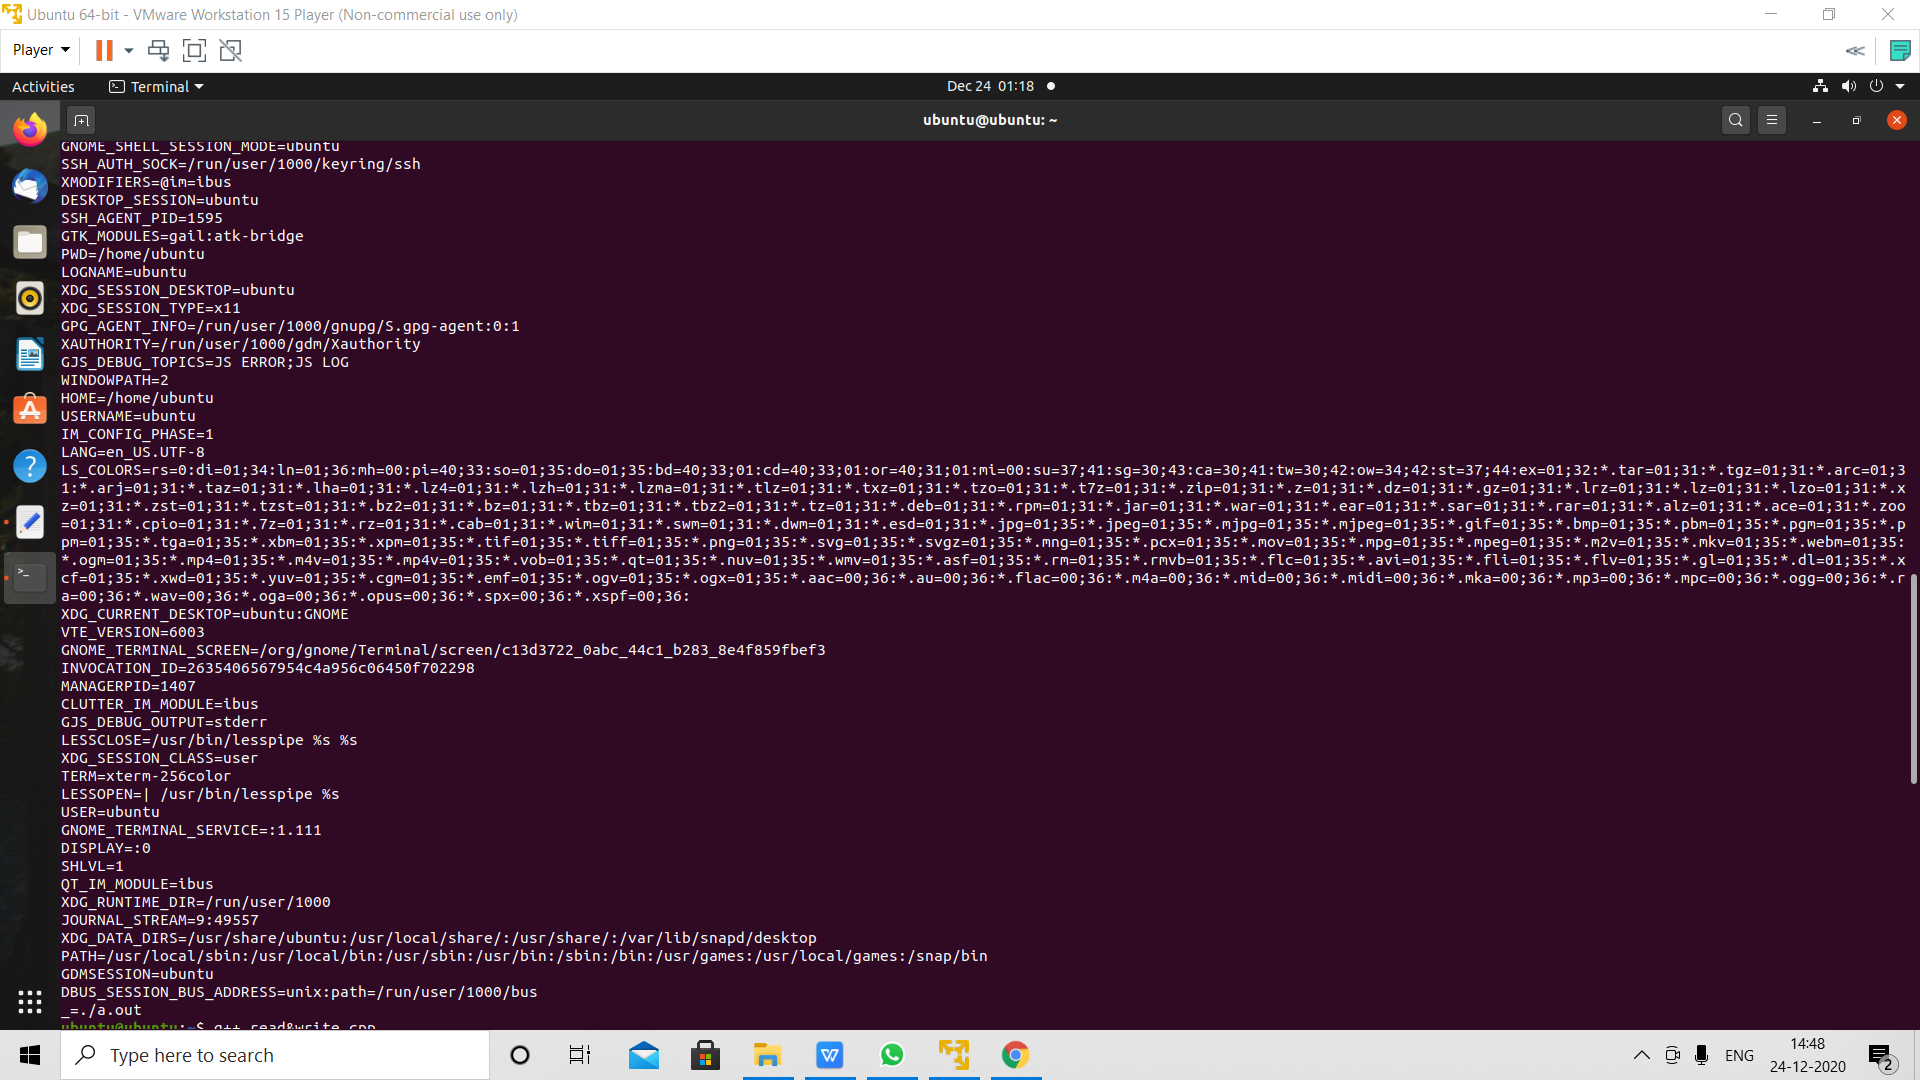 Ubuntu 64-bit - VMware Workstation 15 Player (Non-commercial use only)
Player
Activities
Terminal
Dec 24 01:18
ubuntu@ubuntu: ~
GNOME_SHELL_SESSION_MODE=ubuntu
SSH_AUTH_SOCK=/run/user/1000/keyring/ssh
XMODIFIERS=@im=ibus
DESKTOP_SESSION=ubuntu
SSH_AGENT_PID=1595
GTK_MODULES=gail:atk-bridge
PWD=/home/ubuntu
LOGNAME=ubuntu
XDG_SESSION_DESKTOP=ubuntu
XDG_SESSION_TYPE=x11
GPG_AGENT_INFO=/run/user/1000/gnupg/S.gpg-agent:0:1
XAUTHORITY=/run/user/1000/gdm/Xauthority
GJS_DEBUG_TOPICS=JS ERROR;JS LOG
WINDOWPATH=2
HOME=/home/ubuntu
USERNAME=ubuntu
IM_CONFIG_PHASE=1
LANG=en_US.UTF-8
LS_COLORS=rs=0:di=01;34:ln=01;36:mh=00:pi=40;33:so=01;35:do=01;35:bd=40;33;01:cd=40;33;01:or=40;31;01:mi=00:su=37;41:sg=30;43:ca=30;41:tw=30;42:ow=34;42:st=37;44:ex=01;32:*.tar=01;31:*.tgz=01;31:*.arc=01;3
1:*.arj=01;31:*.taz=01;31:*.lha=01;31:*.lz4=01;31:*.lzh=01;31:*.lzma=01;31:*.tlz=01;31:*.txz=01;31:*.tzo=01;31:*.t7z=01;31:*.zip=01;31:*.z=01;31:*.dz=01;31:*.gz=01;31:*.lrz=01;31:*.lz=01;31:*.lzo=01;31:*.x
z=01;31:*.zst=01;31:*.tzst=01;31:*.bz2=01;31:*.bz=01;31:*.tbz=01;31:*.tbz2=01;31:*.tz=01;31:*.deb=01;31:*.rpm=01;31:*.jar=01;31:*.war=01;31:*.ear=01;31:*.sar=01;31:*.rar=01;31:*.alz=01;31:*.ace=01;31:*.zoo
=01;31:*.cpio=01;31:*.7z=01;31:*.rz=01;31:*.cab=01;31:*.wim=01;31:*.swm=01;31:*.dwm=01;31:*.esd=01;31:*.jpg=01;35:*.jpeg=01;35:*.mjpg=01;35:*.mjpeg=01;35:*.gif=01;35:*.bmp=01;35:*.pbm=01;35:*.pgm=01;35:*.p
pm=01;35:*.tga=01;35:*.xbm=01;35:*.xpm=01;35:*.tif=01;35:*.tiff=01;35:*.png=01;35:*.svg=01;35:*.svgz=01;35:*.mng=01;35:*.pcx=01;35:*.mov=01;35:*.mpg=01;35:*.mpeg=01;35:*.m2v=01;35:*.mkv=01;35:*.webm=01;35:
*.ogm=01;35:*.mp4=01;35:*.m4v=01;35:*.mp4v=01;35:*.vob=01;35:*.qt=01;35:*.nuv=01;35:*.wmv=01;35:*.asf=01;35:*.rm=01;35:*.rmvb=01;35:*.flc=01;35:*.avi=01;35:*.fli=01;35:*.flv=01;35:*.gl=01;35:*.dl=01;35:*.x
cf=01;35:*.xwd=01;35:*.yuv=01;35:*.cgm=01;35:*.emf=01;35:*.ogv=01;35:*.ogx=01;35:*.aac=00;36:*.au=00;36:*.flac=00;36:*.m4a=00;36:*.mid=00;36:*.midi=00;36:*.mka=00;36:*.mp3=00;36:*.mpc=00;36:*.ogg=00;36:*.r
a=00;36:*.wav=00;36:*.oga=00;36:*.opus=00;36:*.spx=00;36:*.xspf=00;36:
XDG_CURRENT_DESKTOP=ubuntu:GNOME
VTE_VERSION=6003
GNOME_TERMINAL_SCREEN=/org/gnome/Terminal/screen/c13d3722_0abc_44c1_b283_8e4f859fbef3
INVOCATION_ID=2635406567954c4a956c06450f702298
MANAGERPID=1407
CLUTTER_IM_MODULE=ibus
GJS_DEBUG_OUTPUT=stderr
LESSCLOSE=/usr/bin/lesspipe %s %s
XDG_SESSION_CLASS=user
TERM=xterm-256color
LESSOPEN=| /usr/bin/lesspipe %s
USER=ubuntu
GNOME_TERMINAL_SERVICE=:1.111
DISPLAY=:0
SHLVL=1
QT_IM_MODULE=ibus
XDG_RUNTIME_DIR=/run/user/1000
JOURNAL_STREAM=9:49557
XDG_DATA_DIRS=/usr/share/ubuntu:/usr/local/share/:/usr/share/:/var/lib/snapd/desktop
PATH=/usr/local/sbin:/usr/local/bin:/usr/sbin:/usr/bin:/sbin:/bin:/usr/games:/usr/local/games:/snap/bin
GDMSESSION=ubuntu
DBUS_SESSION_BUS_ADDRESS=unix:path=/run/user/1000/bus
_=./a.out
ubuntu@ubuntu:~$ g++ read&write.cpp
Type here to search
ENG
14:48
24-12-2020
2